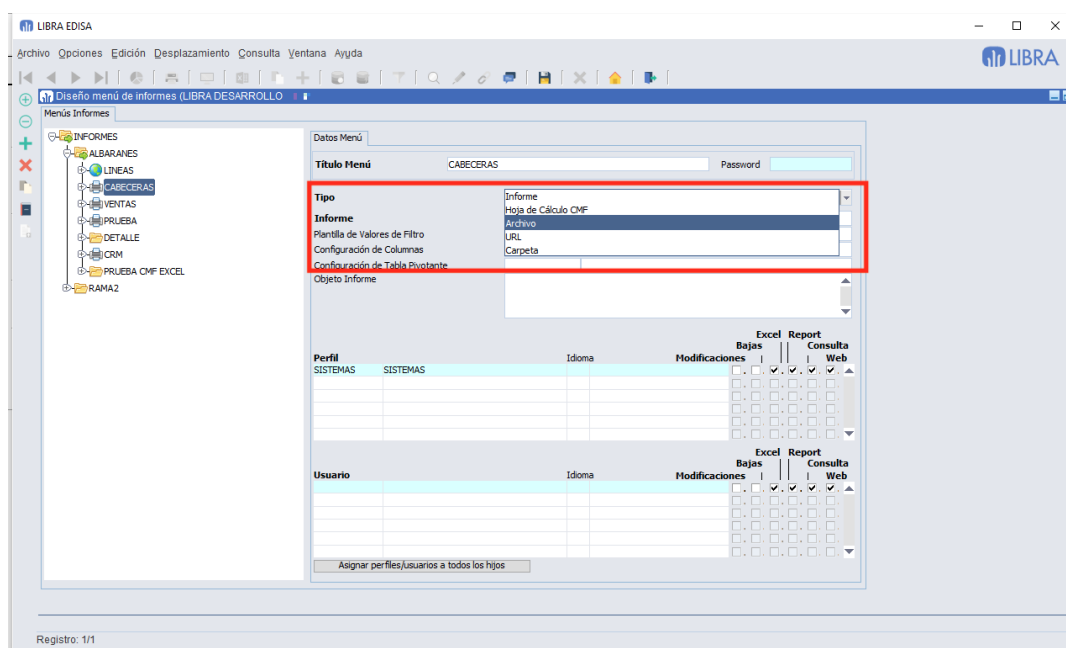 LIBRA EDISA
Archivo Opciones Edición Desplazamiento Consulta Ventana Ayuda
LIBRA
Diseño menú de informes (LIBRA DESARROLLO
Menús Informes
INFORMES
ALBARANES
LINEAS
CABECERAS
VENTAS
PRUEBA
DETALLE
CRM
PRUEBA CMF EXCEL
RAMA2
Datos Menú
Título Menú CABECERAS Password
Tipo Informe
Hoja de Cálculo CMF
Informe Archivo
Plantilla de Valores de Filtro URL
Configuración de Columnas Carpeta
Configuración de Tabla Pivotante
Objeto Informe
Excel Report
Bajas Consulta
Perfil Idioma Modificaciones Web
SISTEMAS SISTEMAS
Excel Report
Bajas Consulta
Usuario Idioma Modificaciones Web
Asignar perfiles/usuarios a todos los hijos
Registro: 1/1